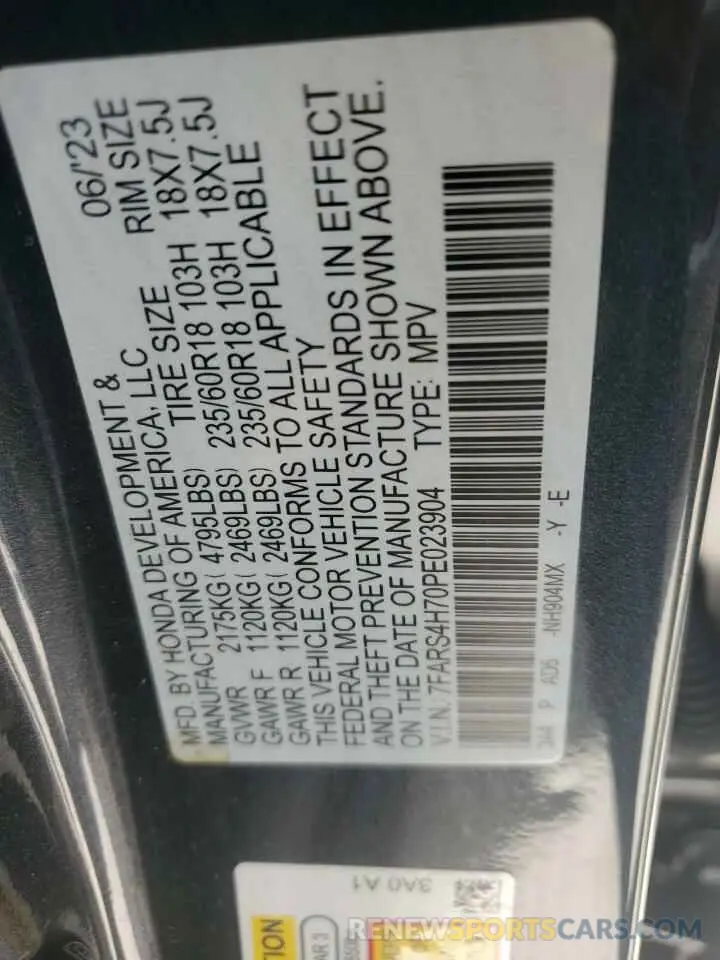 MFD. BY HONDA DEVELOPMENT & 06/'23
MANUFACTURING OF AMERICA, LLC
TIRE SIZE RIM SIZE
GVWR 2175KG( 4795LBS)
GAWR F 1120KG( 2469LBS) 235/60R18 103H 18X7.5J
GAWR R 1120KG( 2469LBS) 235/60R18 103H 18X7.5J
THIS VEHICLE CONFORMS TO ALL APPLICABLE
FEDERAL MOTOR VEHICLE SAFETY
AND THEFT PREVENTION STANDARDS IN EFFECT
ON THE DATE OF MANUFACTURE SHOWN ABOVE.
V.I.N. 7FARS4H70PE023904 TYPE: MPV
3A4 P AD5 -NH904MX -Y -E
3A0 A1
RENEWSPORTSCARS.COM